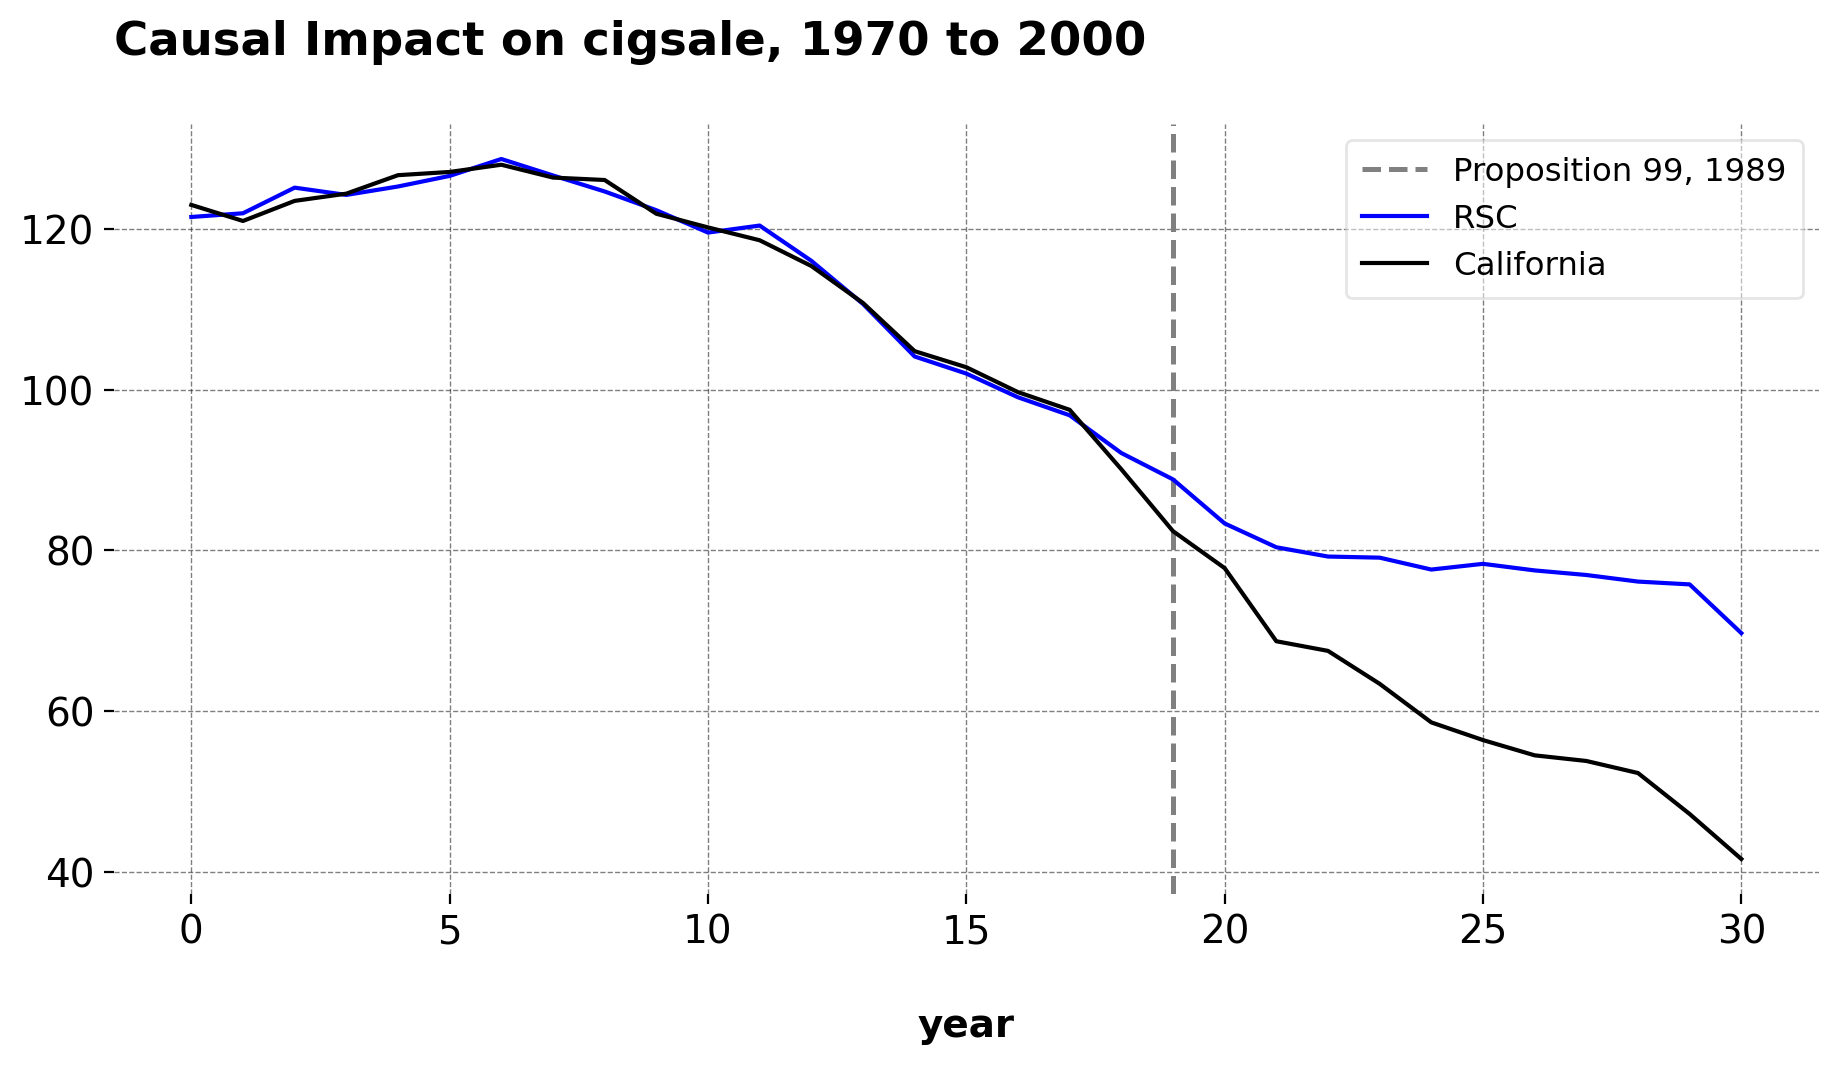 Causal Impact on cigsale, 1970 to 2000
Proposition 99, 1989
RSC
California
120
100
80
60
40
0 5 10 15 20 25 30
year